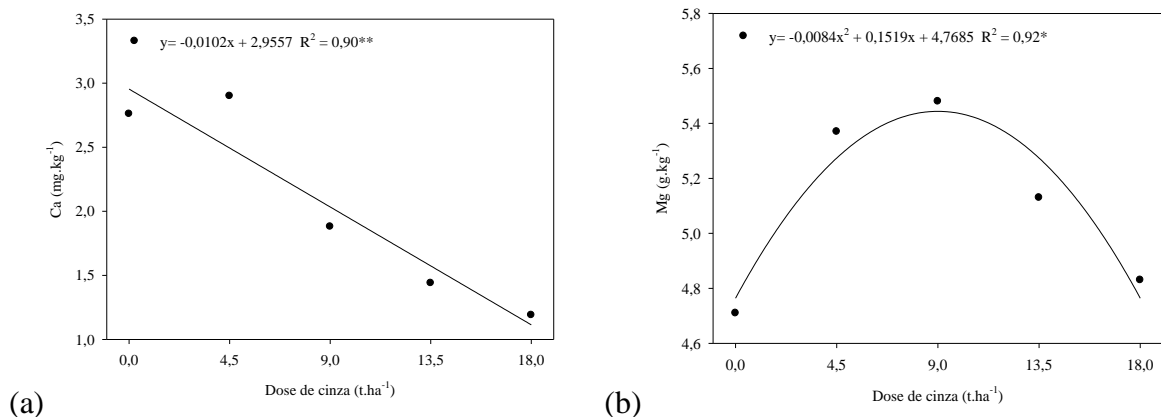 y= -0,0102x + 2,9557 R² = 0,90**
3,5
3,0
2,5
2,0
1,5
1,0
Ca (mg.kg⁻¹)
0,0 4,5 9,0 13,5 18,0
Dose de cinza (t.ha⁻¹)
(a)
y= -0,0084x² + 0,1519x + 4,7685 R² = 0,92*
5,8
5,6
5,4
5,2
5,0
4,8
4,6
Mg (g.kg⁻¹)
0,0 4,5 9,0 13,5 18,0
Dose de cinza (t.ha⁻¹)
(b)